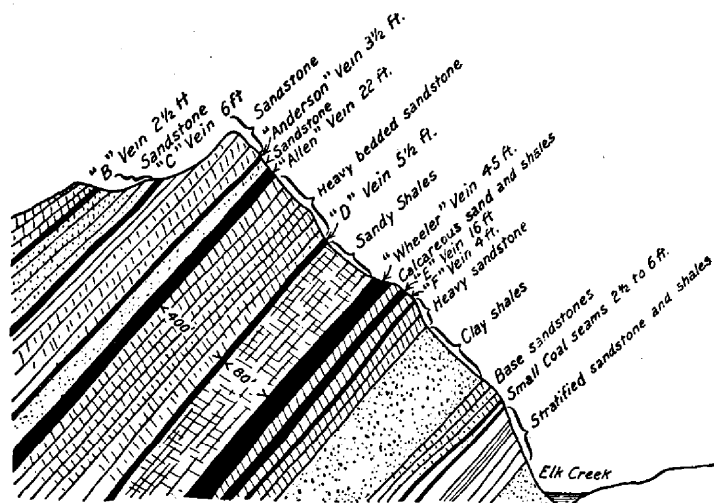 "B" Vein 2½ ft
Sandstone
"C" Vein 6 ft
Sandstone
"Anderson" Vein 3½ ft.
Sandstone
"Allen" Vein 22 ft.
Heavy bedded sandstone
"D" Vein 5½ ft.
Sandy Shales
"Wheeler" Vein 45 ft.
Calcareous sand and shales
"E" Vein 16 ft
"F" Vein 4 ft.
Heavy sandstone
Clay shales
Base sandstones
Small Coal seams 2½ to 6 ft.
Stratified sandstone and shales
400'
80'
Elk Creek